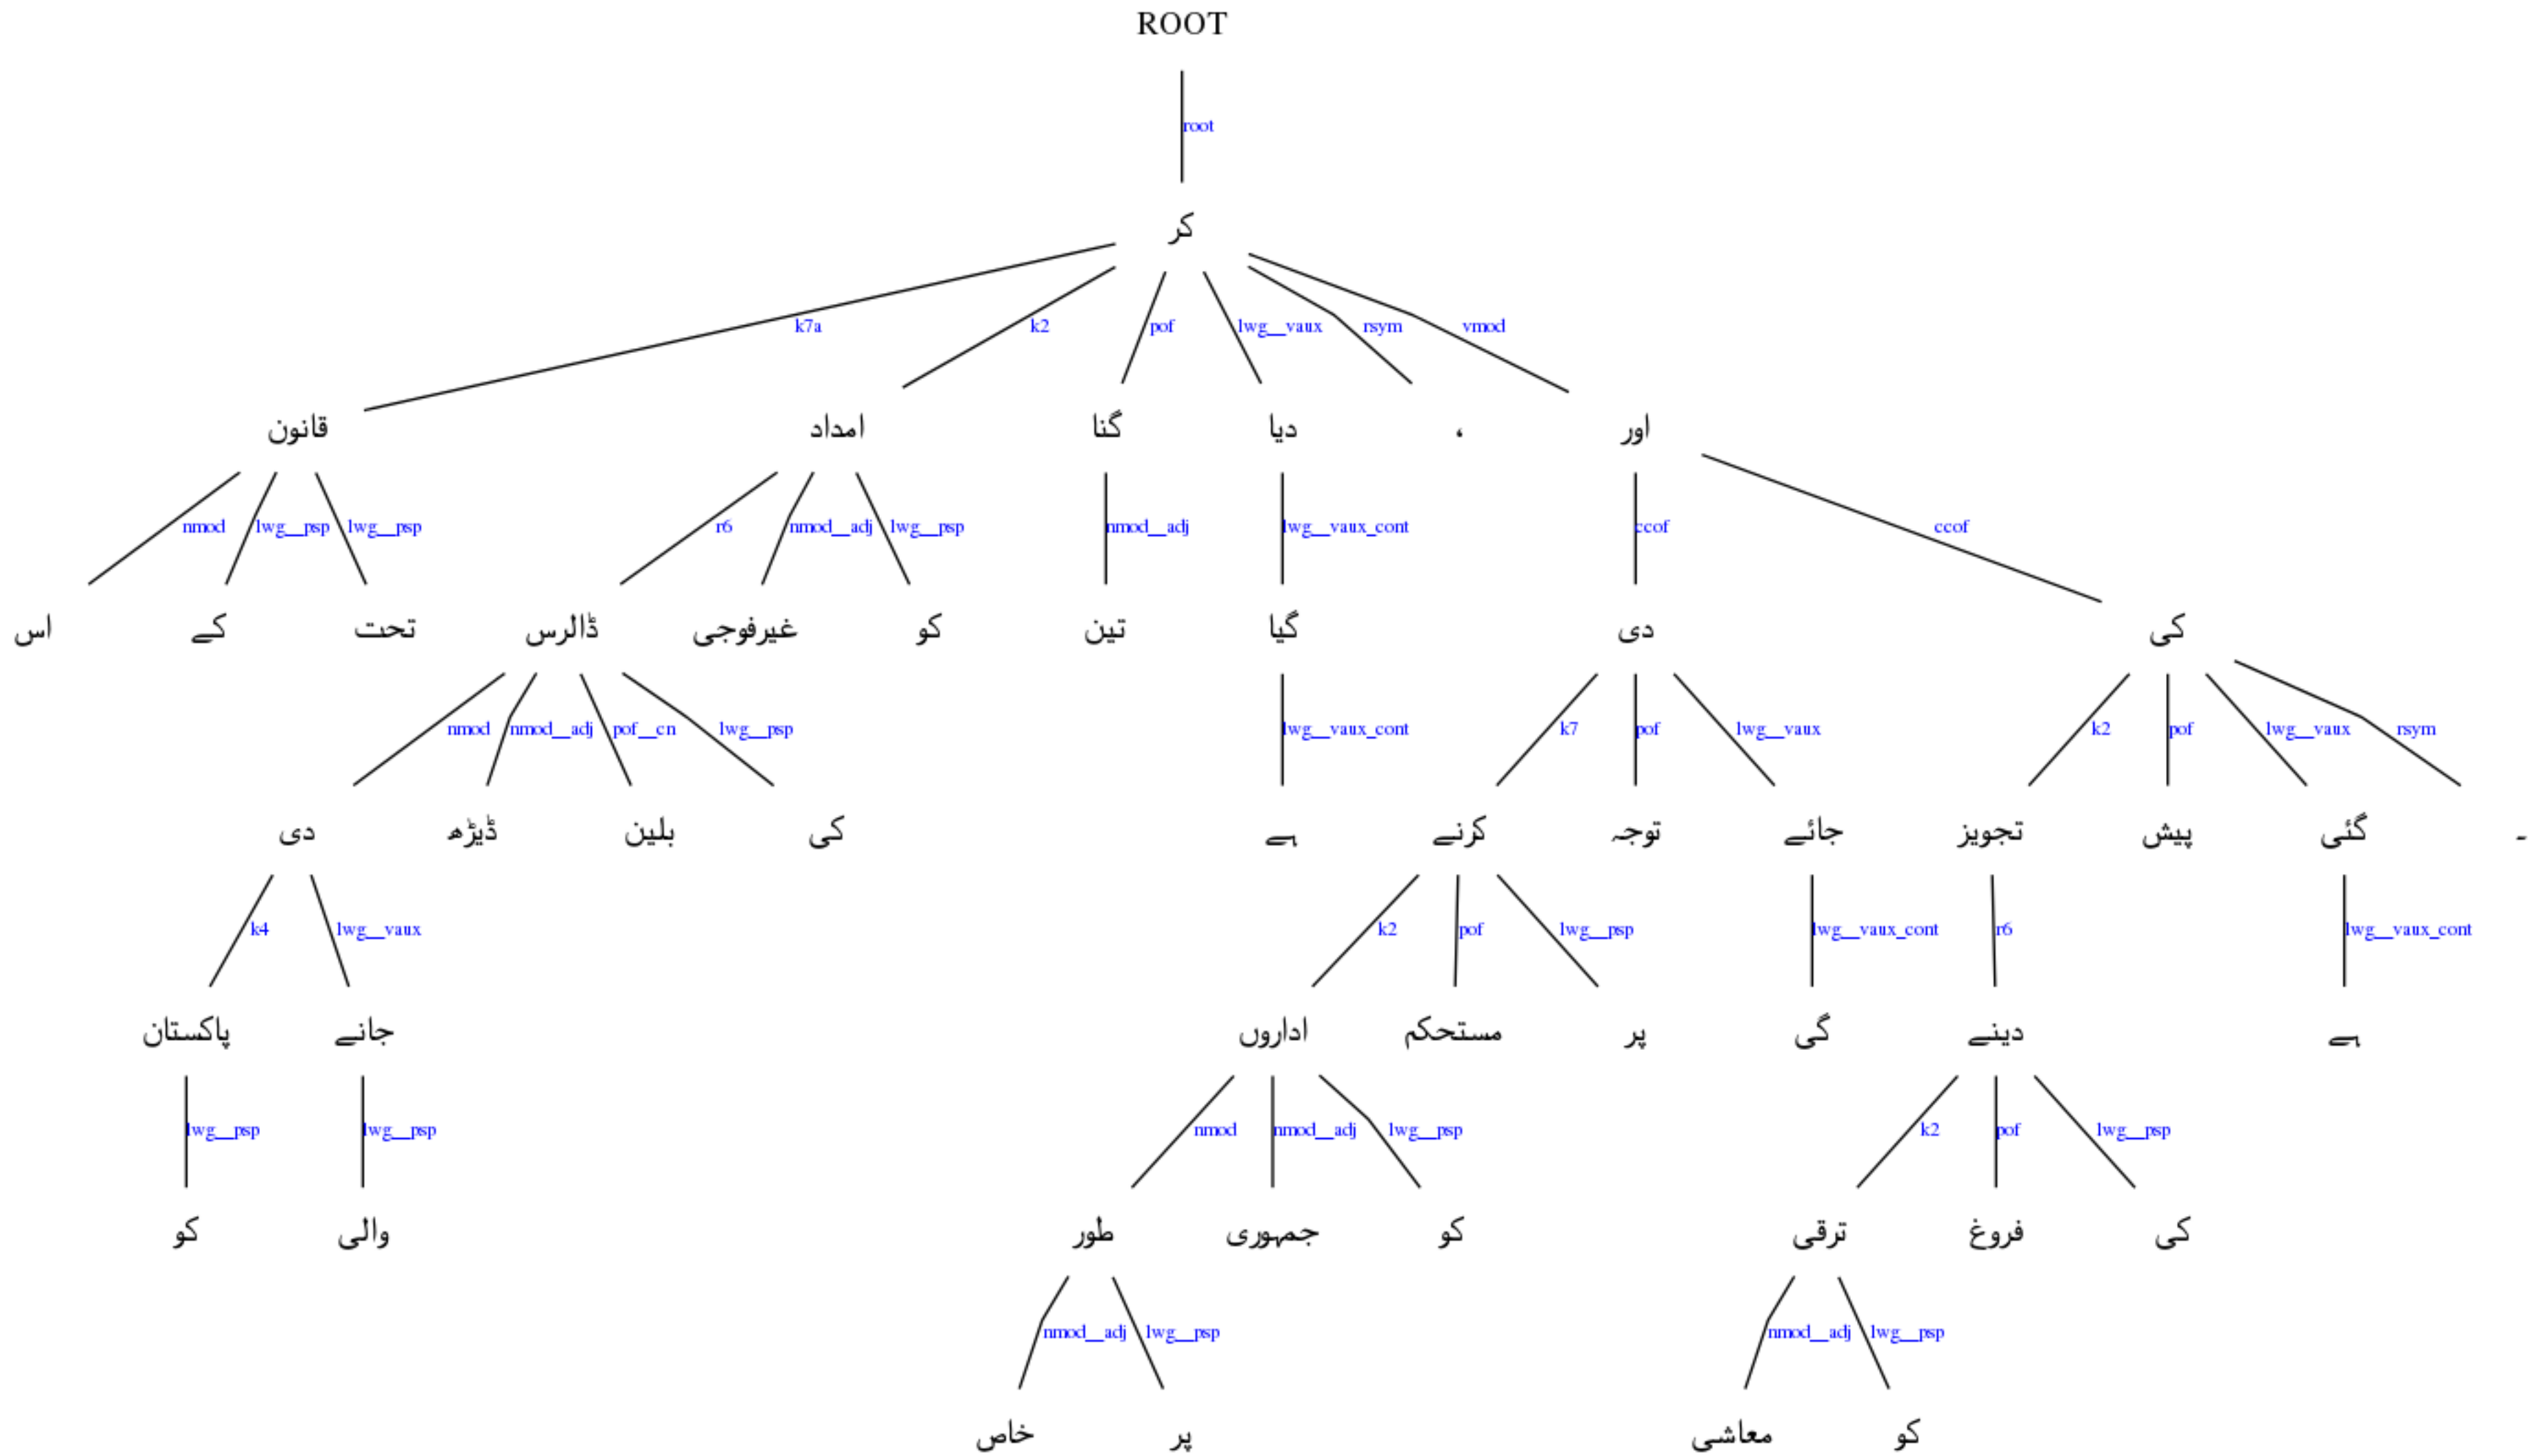 ROOT
root
کر
k7a k2 pof lwg__vaux rsym vmod
قانون امداد گنا دیا ، اور
nmod lwg__psp lwg__psp r6 nmod__adj lwg__psp nmod__adj lwg__vaux_cont ccof ccof
اس کے تحت ڈالرس غیرفوجی کو تین گیا دی کی
nmod nmod__adj pof__cn lwg__psp lwg__vaux_cont k7 pof lwg__vaux k2 pof lwg__vaux rsym
دی ڈیڑھ بلین کی ہے کرنے توجہ جائے تجویز پیش گئی ۔
k4 lwg__vaux k2 pof lwg__psp lwg__vaux_cont r6 lwg__vaux_cont
پاکستان جانے اداروں مستحکم پر گی دینے ہے
lwg__psp lwg__psp nmod nmod__adj lwg__psp k2 pof lwg__psp
کو والی طور جمہوری کو ترقی فروغ کی
nmod__adj lwg__psp nmod__adj lwg__psp
خاص پر معاشی کو